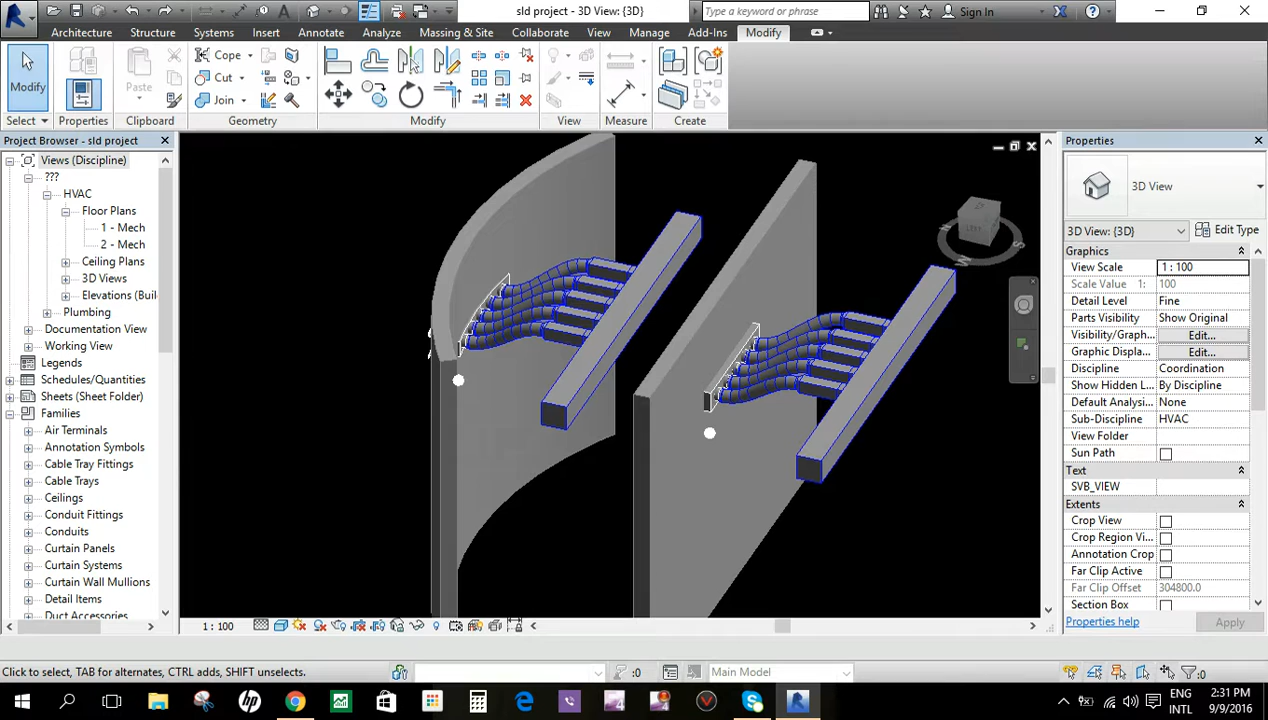 sld project - 3D View: {3D}
Type a keyword or phrase
Sign In
Architecture Structure Systems Insert Annotate Analyze Massing & Site Collaborate View Manage Add-Ins Modify
Modify
Paste
Cope
Cut
Join
Select Properties Clipboard Geometry Modify View Measure Create
Project Browser - sld project
Views (Discipline)
???
HVAC
Floor Plans
1 - Mech
2 - Mech
Ceiling Plans
3D Views
Elevations (Buil
Plumbing
Documentation View
Working View
Legends
Schedules/Quantities
Sheets (Sheet Folder)
Families
Air Terminals
Annotation Symbols
Cable Tray Fittings
Cable Trays
Ceilings
Conduit Fittings
Conduits
Curtain Panels
Curtain Systems
Curtain Wall Mullions
Detail Items
Duct Accessories
Properties
3D View
3D View: {3D}
Edit Type
Graphics
View Scale 1 : 100
Scale Value 1: 100
Detail Level Fine
Parts Visibility Show Original
Visibility/Graph... Edit...
Graphic Displa... Edit...
Discipline Coordination
Show Hidden L... By Discipline
Default Analysi... None
Sub-Discipline HVAC
View Folder
Sun Path
Text
SVB_VIEW
Extents
Crop View
Crop Region Vi...
Annotation Crop
Far Clip Active
Far Clip Offset 304800.0
Section Box
Properties help
Apply
1 : 100
Click to select, TAB for alternates, CTRL adds, SHIFT unselects.
:0
Main Model
:0
ENG
INTL
2:31 PM
9/9/2016